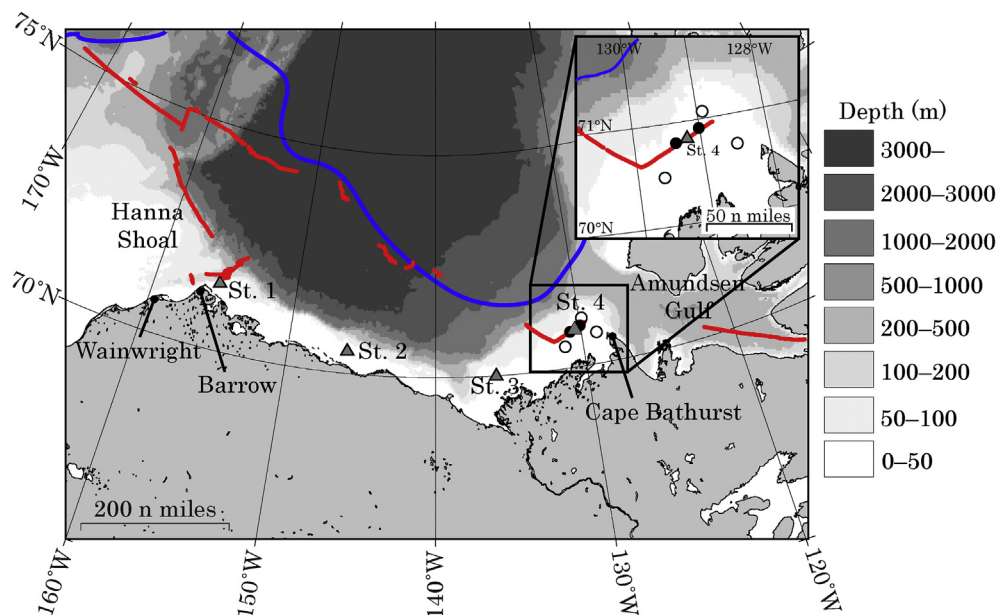 75°N
170°W
70°N
130°W
128°W
71°N
St. 4
70°N
50 n miles
Hanna
Shoal
St. 1
St. 2
St. 3
St. 4
Amundsen
Gulf
Wainwright
Barrow
Cape Bathurst
200 n miles
160°W
150°W
140°W
130°W
120°W
Depth (m)
3000–
2000–3000
1000–2000
500–1000
200–500
100–200
50–100
0–50